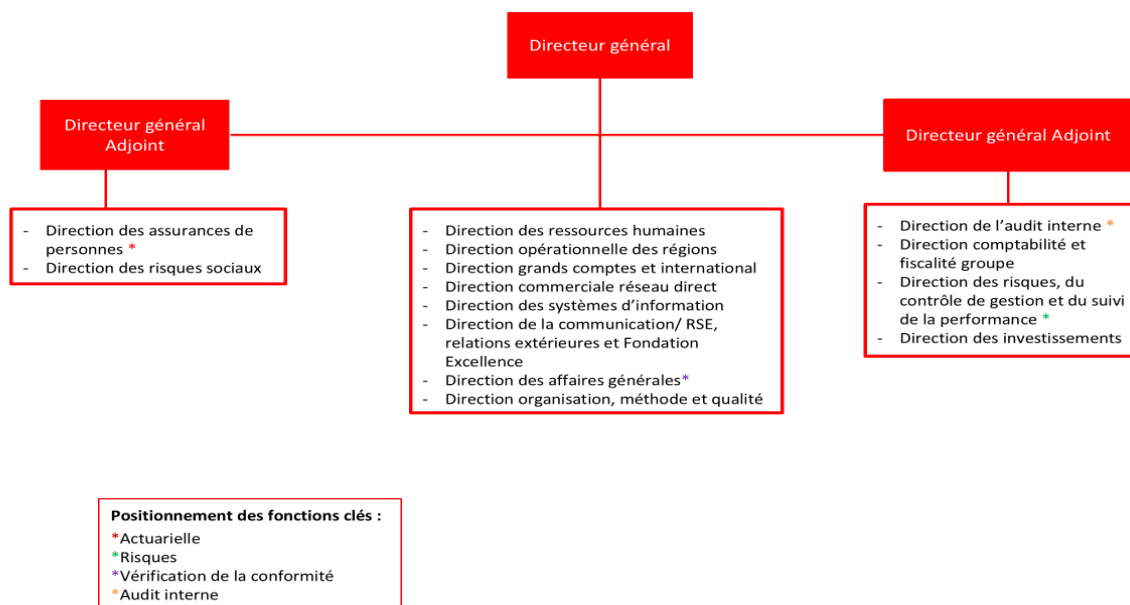 Directeur général
Directeur général
Adjoint
Directeur général Adjoint
- Direction des assurances de
personnes *
- Direction des risques sociaux
- Direction des ressources humaines
- Direction opérationnelle des régions
- Direction grands comptes et international
- Direction commerciale réseau direct
- Direction des systèmes d’information
- Direction de la communication/ RSE,
relations extérieures et Fondation
Excellence
- Direction des affaires générales*
- Direction organisation, méthode et qualité
- Direction de l’audit interne *
- Direction comptabilité et
fiscalité groupe
- Direction des risques, du
contrôle de gestion et du suivi
de la performance *
- Direction des investissements
Positionnement des fonctions clés :
*Actuarielle
*Risques
*Vérification de la conformité
*Audit interne